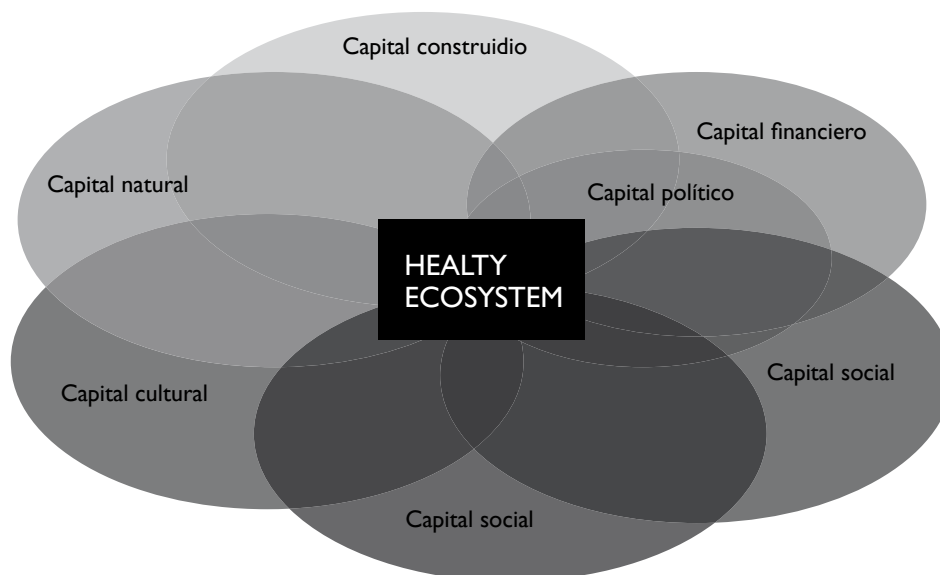 Capital construidio
Capital financiero
Capital natural
Capital político
HEALTY
ECOSYSTEM
Capital social
Capital cultural
Capital social